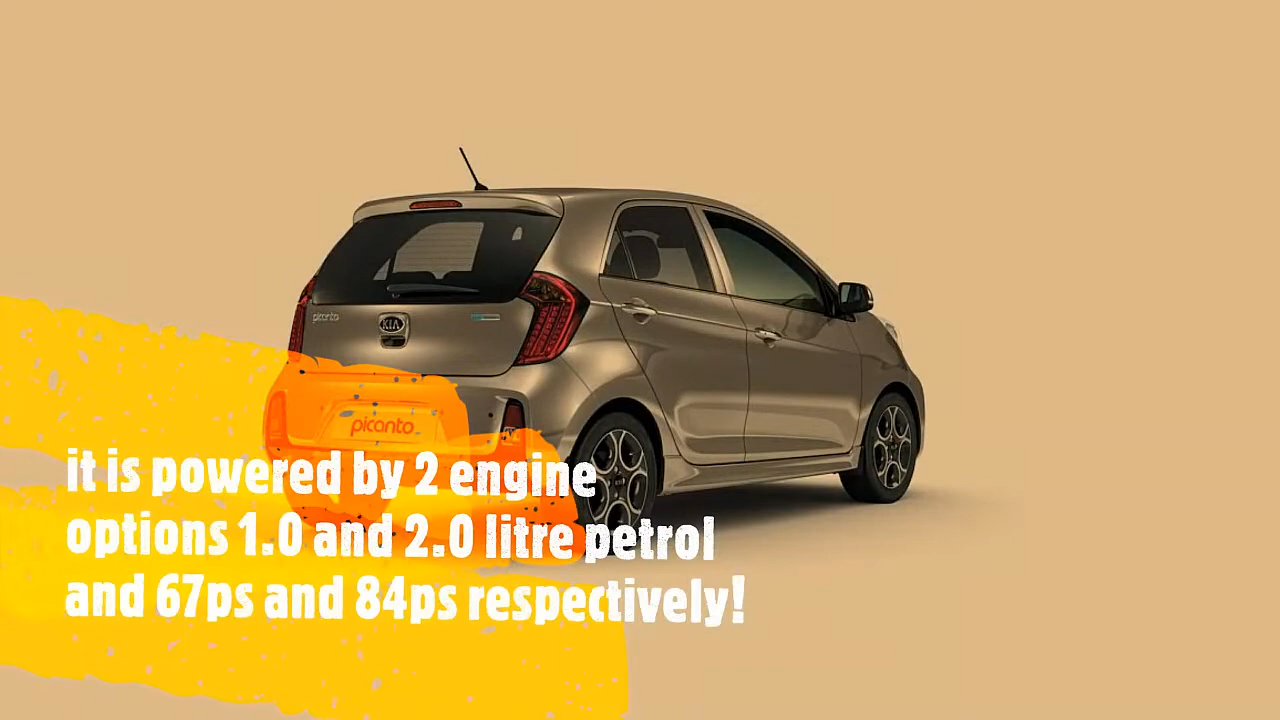 picanto
KIA
picanto
it is powered by 2 engine
options 1.0 and 2.0 litre petrol
and 67ps and 84ps respectively!